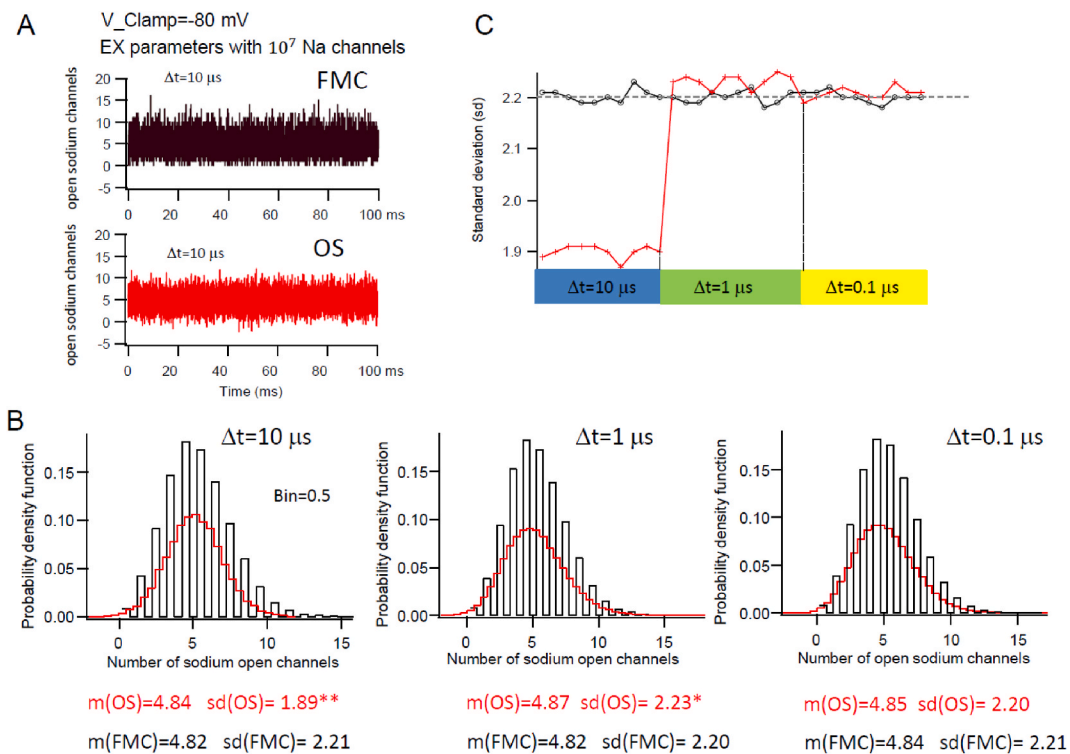 A
V_Clamp=-80 mV
EX parameters with 10⁷ Na channels
open sodium channels
20
15
10
5
0
-5
Δt=10 µs
FMC
0 20 40 60 80 100 ms
open sodium channels
20
15
10
5
0
-5
Δt=10 µs
OS
0 20 40 60 80 100 ms
Time (ms)
C
Standard deviation (sd)
2.2
2.1
2.0
1.9
Δt=10 µs
Δt=1 µs
Δt=0.1 µs
B
Probability density function
0.15
0.10
0.05
0.00
Δt=10 µs
Bin=0.5
0 5 10 15
Number of sodium open channels
m(OS)=4.84 sd(OS)= 1.89**
m(FMC)=4.82 sd(FMC)= 2.21
Probability density function
0.15
0.10
0.05
0.00
Δt=1 µs
0 5 10 15
Number of sodium open channels
m(OS)=4.87 sd(OS)= 2.23*
m(FMC)=4.82 sd(FMC)= 2.20
Probability density function
0.15
0.10
0.05
0.00
Δt=0.1 µs
0 5 10 15
Number of open sodium channels
m(OS)=4.85 sd(OS)= 2.20
m(FMC)=4.84 sd(FMC)= 2.21